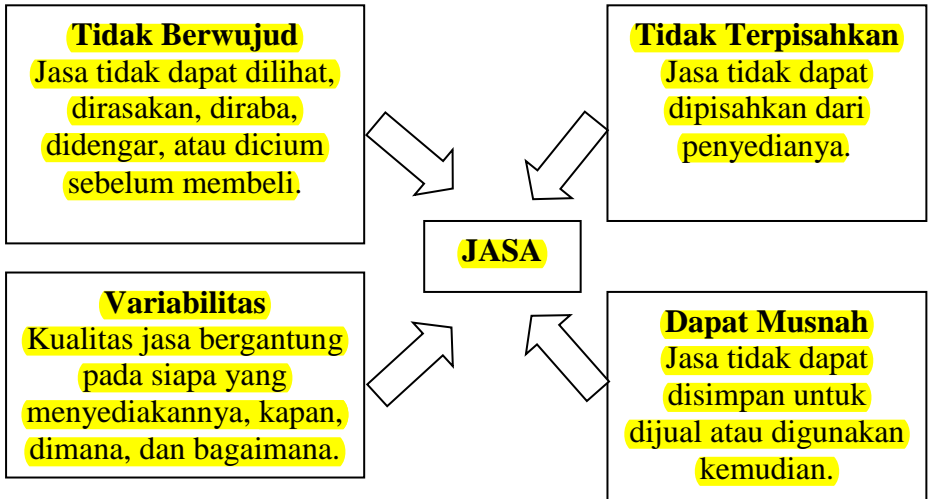 Tidak Berwujud
Jasa tidak dapat dilihat,
dirasakan, diraba,
didengar, atau dicium
sebelum membeli.
Tidak Terpisahkan
Jasa tidak dapat
dipisahkan dari
penyedianya.
JASA
Variabilitas
Kualitas jasa bergantung
pada siapa yang
menyediakannya, kapan,
dimana, dan bagaimana.
Dapat Musnah
Jasa tidak dapat
disimpan untuk
dijual atau digunakan
kemudian.